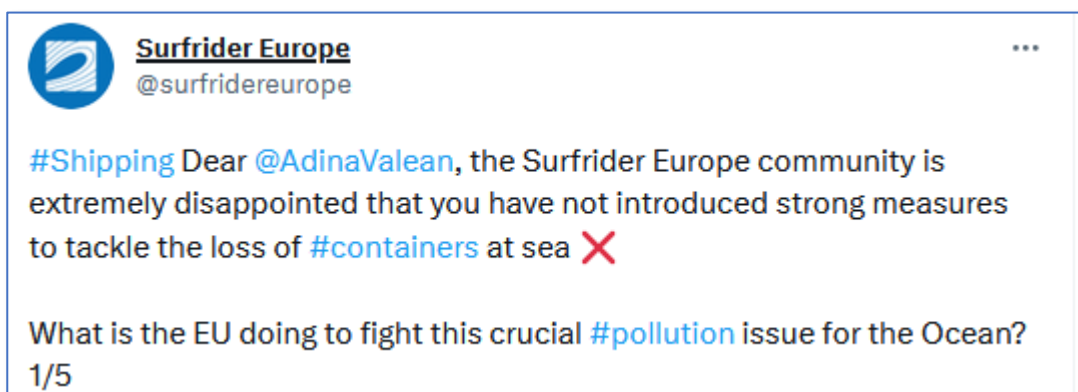 Surfrider Europe
@surfridereurope
#Shipping Dear @AdinaValean, the Surfrider Europe community is
extremely disappointed that you have not introduced strong measures
to tackle the loss of #containers at sea ❌
What is the EU doing to fight this crucial #pollution issue for the Ocean?
1/5